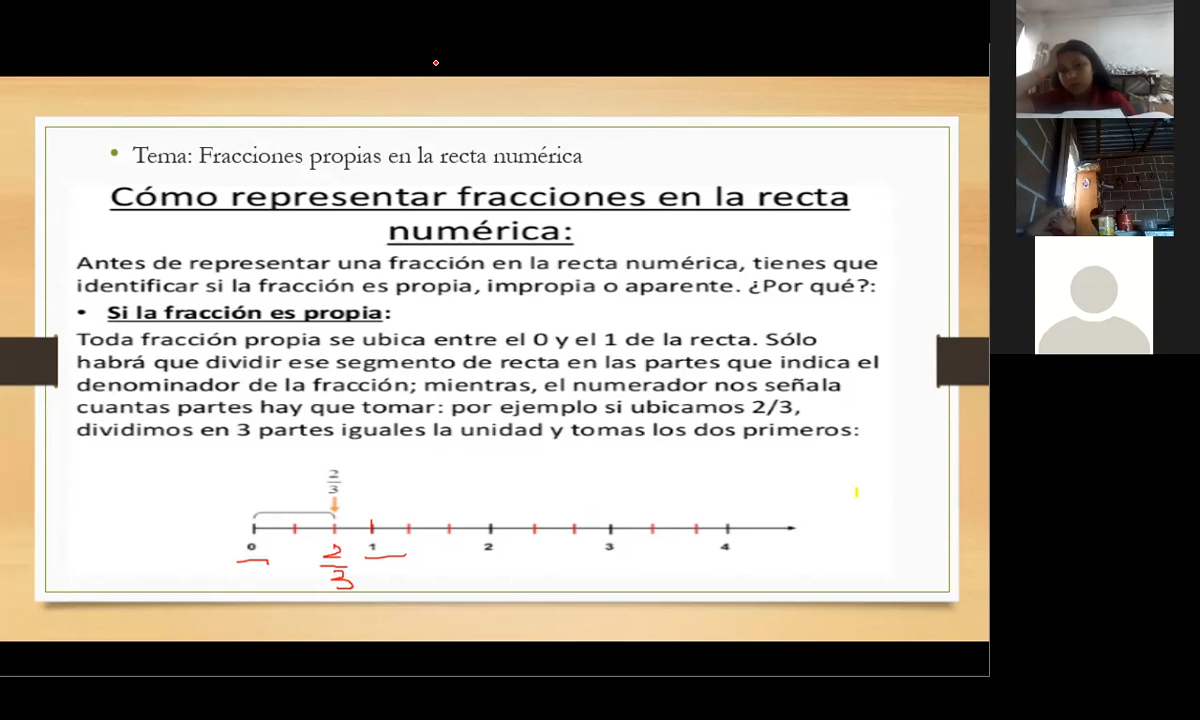 • Tema: Fracciones propias en la recta numérica
Cómo representar fracciones en la recta
numérica:
Antes de representar una fracción en la recta numérica, tienes que
identificar si la fracción es propia, impropia o aparente. ¿Por qué?:
• Si la fracción es propia:
Toda fracción propia se ubica entre el 0 y el 1 de la recta. Sólo
habrá que dividir ese segmento de recta en las partes que indica el
denominador de la fracción; mientras, el numerador nos señala
cuantas partes hay que tomar: por ejemplo si ubicamos 2/3,
dividimos en 3 partes iguales la unidad y tomas los dos primeros:
2
3
0 1 2 3 4
2
3